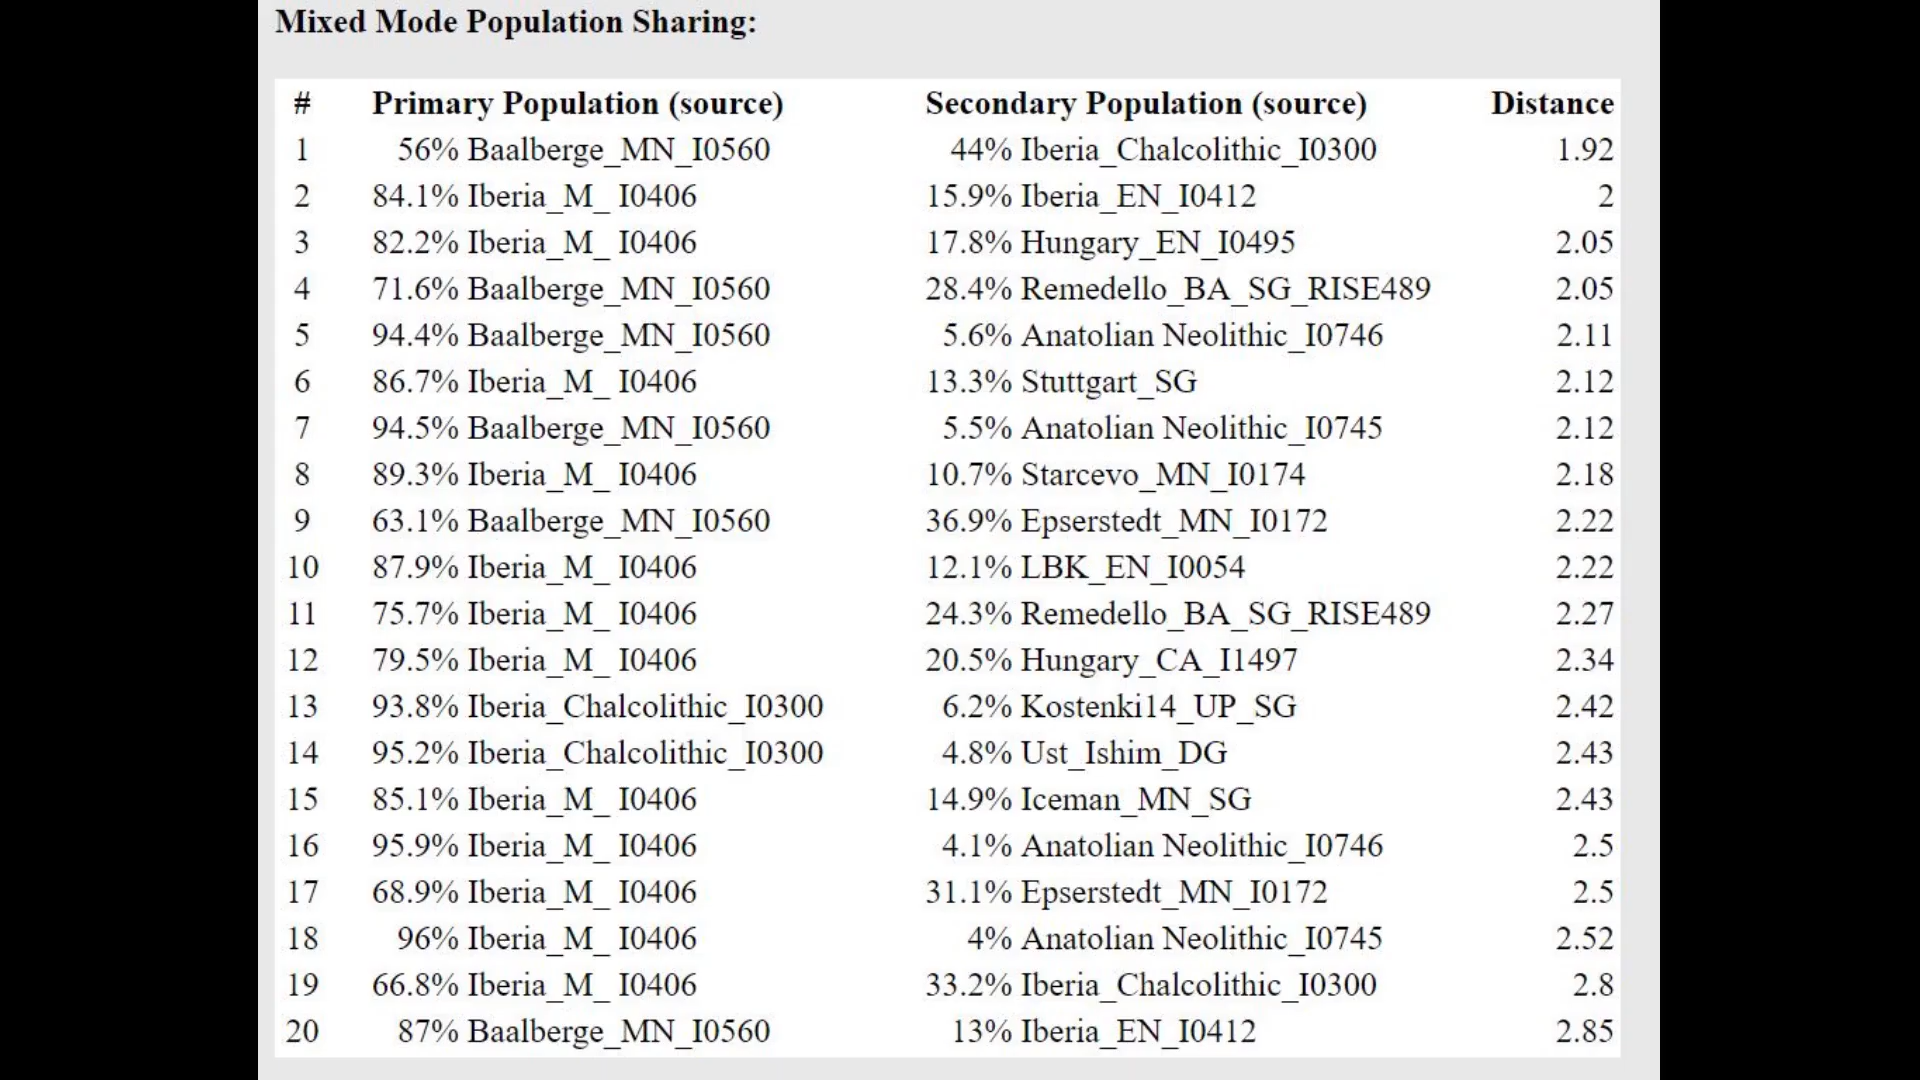 Mixed Mode Population Sharing:
# Primary Population (source) Secondary Population (source) Distance
1 56% Baalberge_MN_I0560 44% Iberia_Chalcolithic_I0300 1.92
2 84.1% Iberia_M_ I0406 15.9% Iberia_EN_I0412 2
3 82.2% Iberia_M_ I0406 17.8% Hungary_EN_I0495 2.05
4 71.6% Baalberge_MN_I0560 28.4% Remedello_BA_SG_RISE489 2.05
5 94.4% Baalberge_MN_I0560 5.6% Anatolian Neolithic_I0746 2.11
6 86.7% Iberia_M_ I0406 13.3% Stuttgart_SG 2.12
7 94.5% Baalberge_MN_I0560 5.5% Anatolian Neolithic_I0745 2.12
8 89.3% Iberia_M_ I0406 10.7% Starcevo_MN_I0174 2.18
9 63.1% Baalberge_MN_I0560 36.9% Epserstedt_MN_I0172 2.22
10 87.9% Iberia_M_ I0406 12.1% LBK_EN_I0054 2.22
11 75.7% Iberia_M_ I0406 24.3% Remedello_BA_SG_RISE489 2.27
12 79.5% Iberia_M_ I0406 20.5% Hungary_CA_I1497 2.34
13 93.8% Iberia_Chalcolithic_I0300 6.2% Kostenki14_UP_SG 2.42
14 95.2% Iberia_Chalcolithic_I0300 4.8% Ust_Ishim_DG 2.43
15 85.1% Iberia_M_ I0406 14.9% Iceman_MN_SG 2.43
16 95.9% Iberia_M_ I0406 4.1% Anatolian Neolithic_I0746 2.5
17 68.9% Iberia_M_ I0406 31.1% Epserstedt_MN_I0172 2.5
18 96% Iberia_M_ I0406 4% Anatolian Neolithic_I0745 2.52
19 66.8% Iberia_M_ I0406 33.2% Iberia_Chalcolithic_I0300 2.8
20 87% Baalberge_MN_I0560 13% Iberia_EN_I0412 2.85